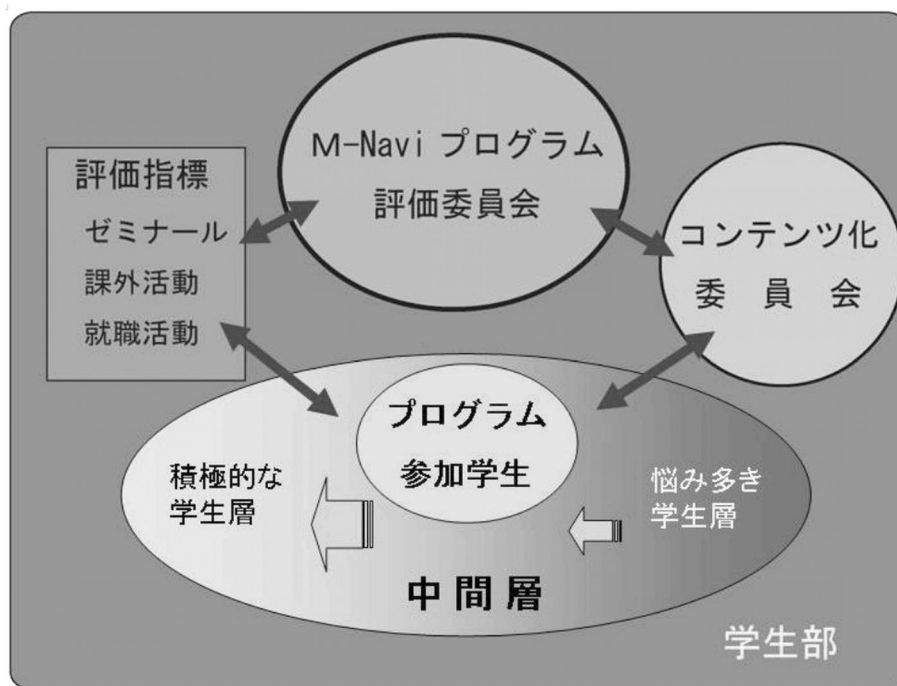 M-Navi プログラム
評価委員会
評価指標
ゼミナール
課外活動
就職活動
コンテンツ化
委 員 会
プログラム
参加学生
積極的な
学生層
悩み多き
学生層
中間層
学生部